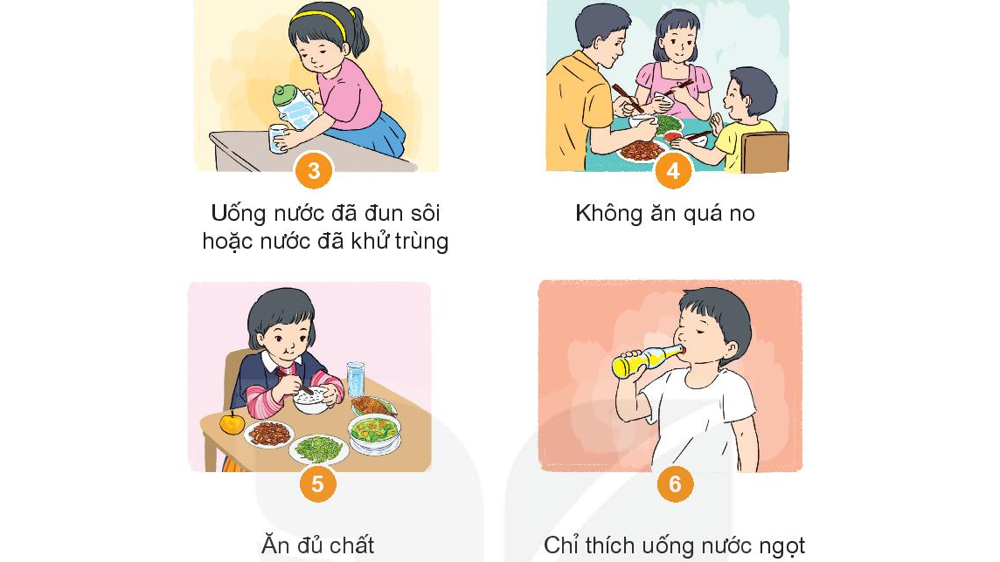 3
Uống nước đã đun sôi
hoặc nước đã khử trùng
4
Không ăn quá no
5
Ăn đủ chất
6
Chỉ thích uống nước ngọt